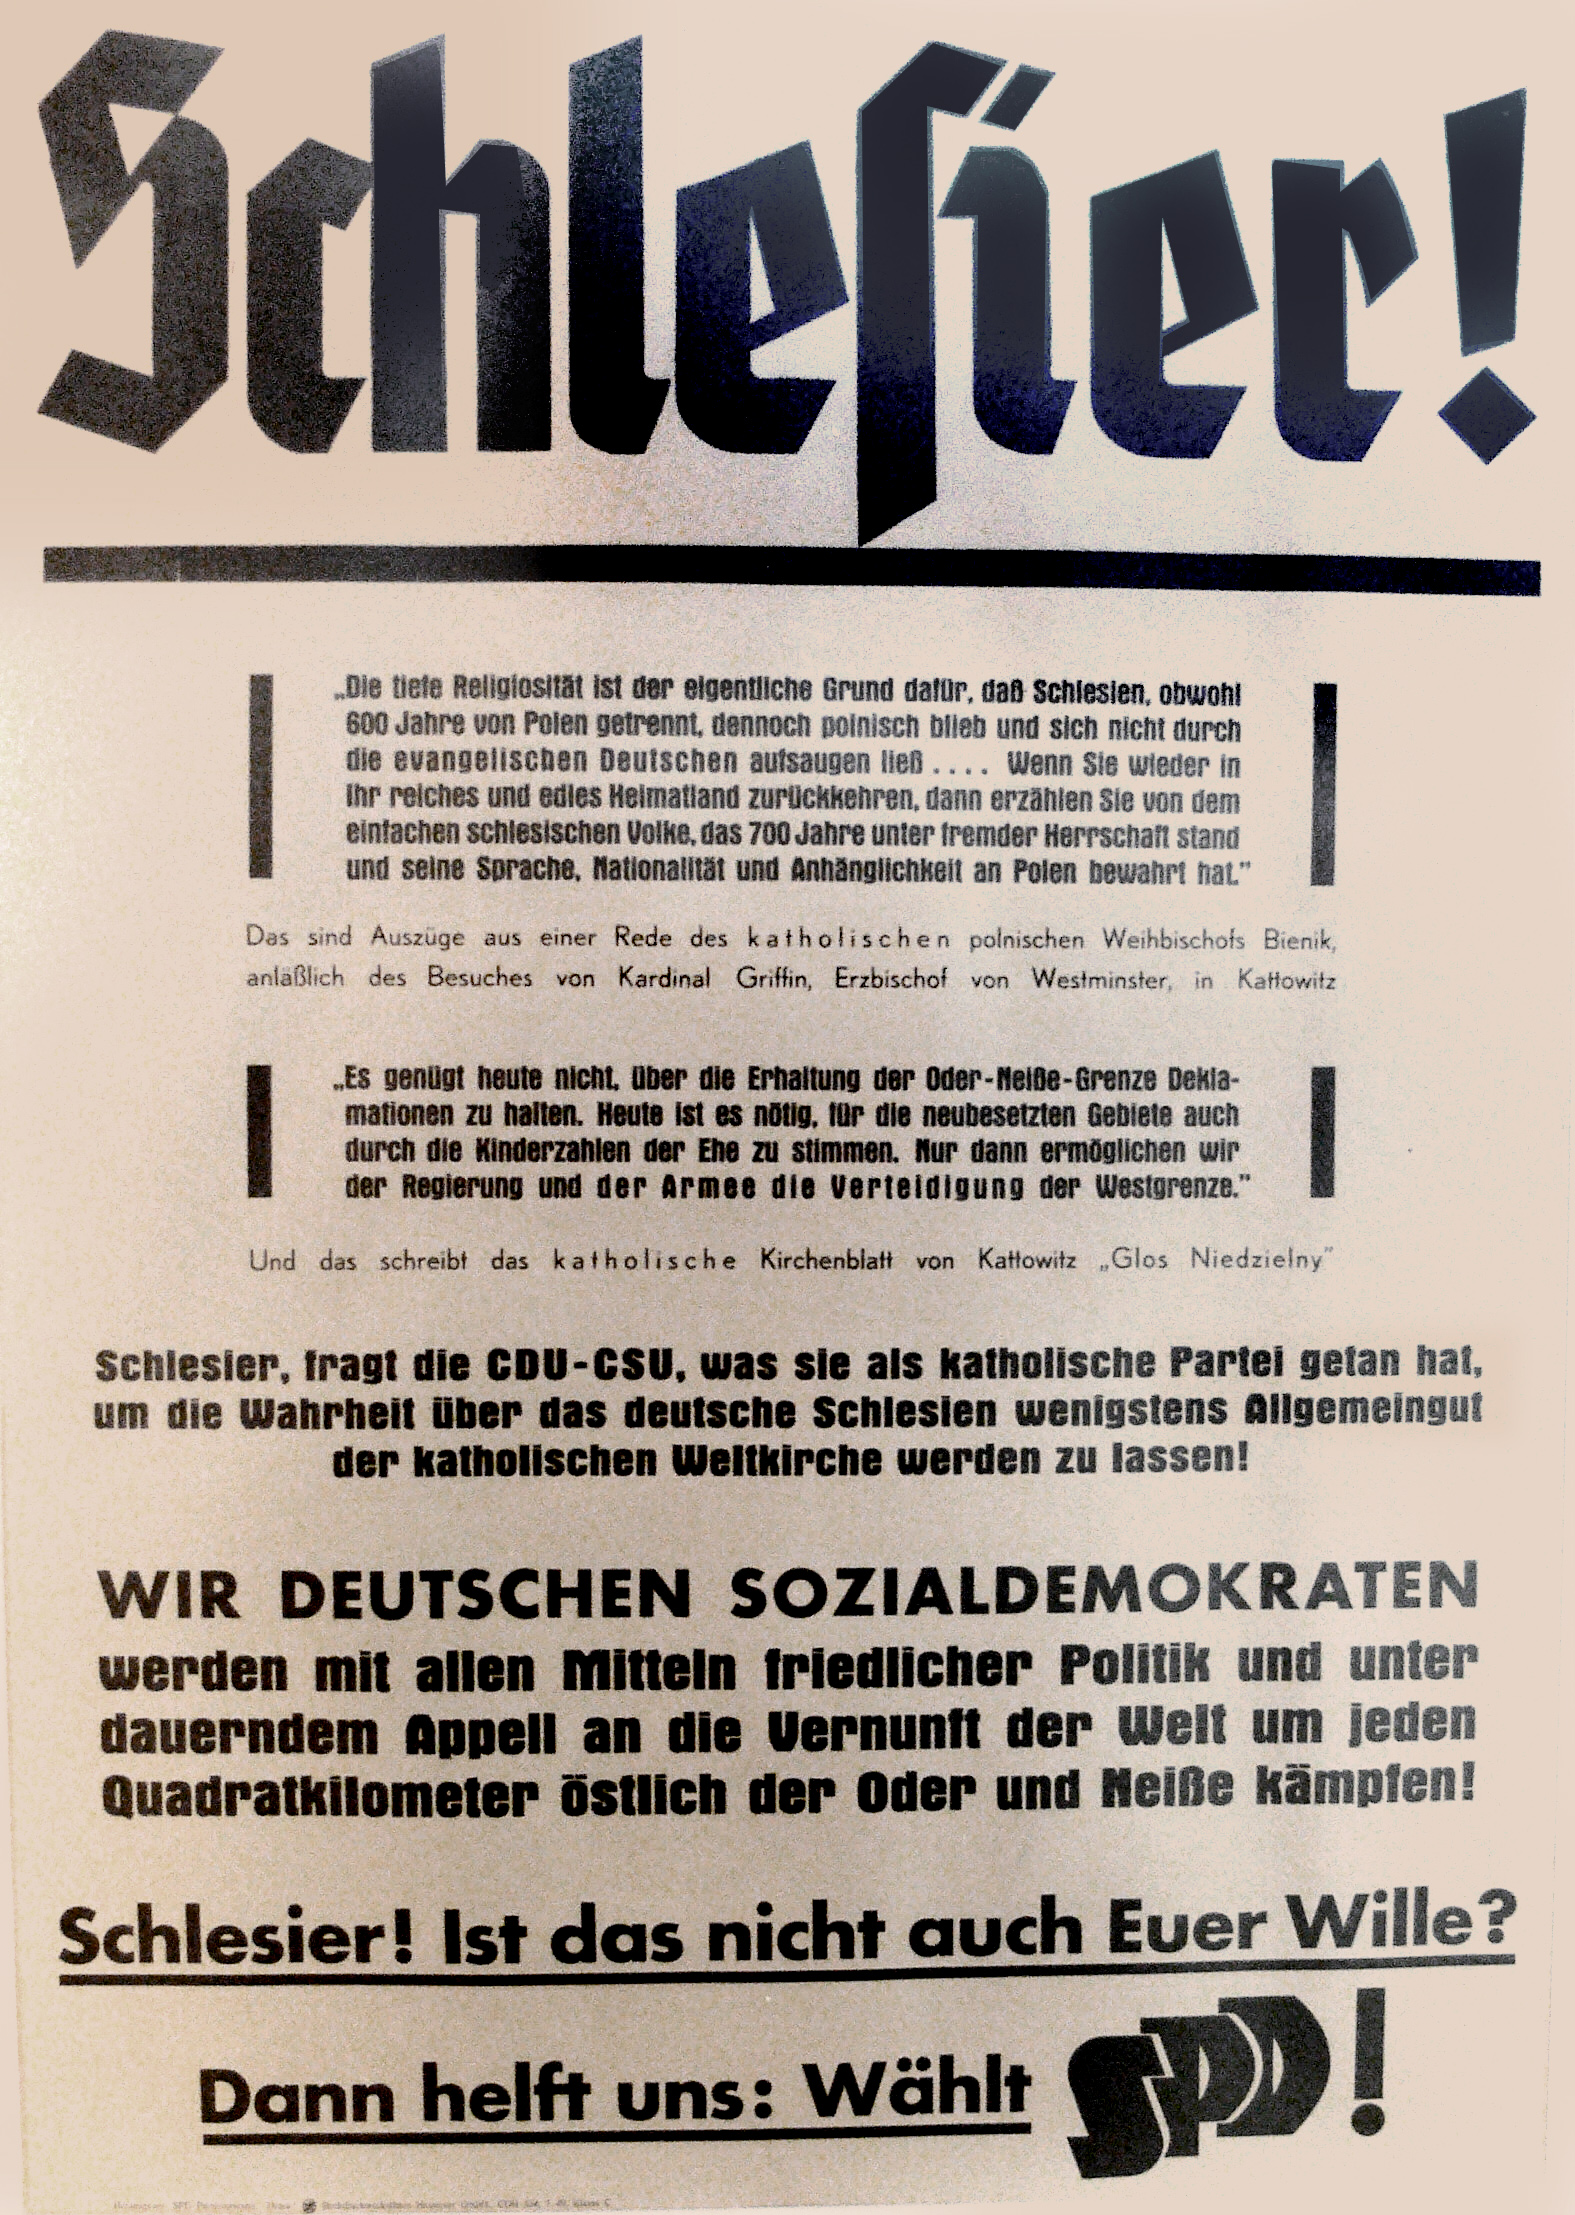 Schlesier!
„Die tiefe Religiosität ist der eigentliche Grund dafür, daß Schlesien, obwohl
600 Jahre von Polen getrennt, dennoch polnisch blieb und sich nicht durch
die evangelischen Deutschen aufsaugen ließ .... Wenn Sie wieder in
Ihr reiches und edles Heimatland zurückkehren, dann erzählen Sie von dem
einfachen schlesischen Volke, das 700 Jahre unter fremder Herrschaft stand
und seine Sprache, Nationalität und Anhänglichkeit an Polen bewahrt hat.”
Das sind Auszüge aus einer Rede des katholischen polnischen Weihbischofs Bienik,
anläßlich des Besuches von Kardinal Griffin, Erzbischof von Westminster, in Kattowitz
„Es genügt heute nicht, über die Erhaltung der Oder-Neiße-Grenze Dekla-
mationen zu halten. Heute ist es nötig, für die neubesetzten Gebiete auch
durch die Kinderzahlen der Ehe zu stimmen. Nur dann ermöglichen wir
der Regierung und der Armee die Verteidigung der Westgrenze.”
Und das schreibt das katholische Kirchenblatt von Kattowitz „Glos Niedzielny”
Schlesier, fragt die CDU-CSU, was sie als katholische Partei getan hat,
um die Wahrheit über das deutsche Schlesien wenigstens Allgemeingut
der katholischen Weltkirche werden zu lassen!
WIR DEUTSCHEN SOZIALDEMOKRATEN
werden mit allen Mitteln friedlicher Politik und unter
dauerndem Appell an die Vernunft der Welt um jeden
Quadratkilometer östlich der Oder und Neiße kämpfen!
Schlesier! Ist das nicht auch Euer Wille?
Dann helft uns: Wählt SPD!